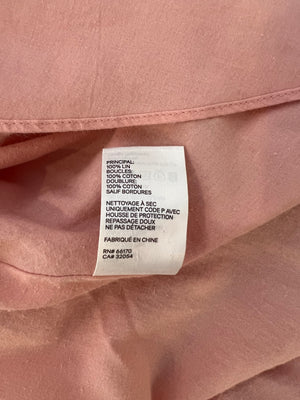 PRINCIPAL:
100% LIN
BOUCLES:
100% COTON
DOUBLURE:
100% COTON
SAUF BORDURES
NETTOYAGE À SEC
UNIQUEMENT CODE P AVEC
HOUSSE DE PROTECTION
REPASSAGE DOUX
NE PAS DÉTACHER
FABRIQUÉ EN CHINE
RN# 66170
CA# 32054